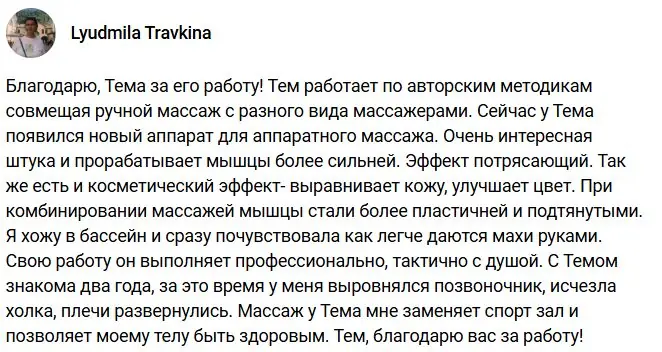 Lyudmila Travkina
Благодарю, Тема за его работу! Тем работает по авторским методикам
совмещая ручной массаж с разного вида массажерами. Сейчас у Тема
появился новый аппарат для аппаратного массажа. Очень интересная
штука и прорабатывает мышцы более сильней. Эффект потрясающий. Так
же есть и косметический эффект- выравнивает кожу, улучшает цвет. При
комбинировании массажей мышцы стали более пластичней и подтянутыми.
Я хожу в бассейн и сразу почувствовала как легче даются махи руками.
Свою работу он выполняет профессионально, тактично с душой. С Темом
знакома два года, за это время у меня выровнялся позвоночник, исчезла
холка, плечи развернулись. Массаж у Тема мне заменяет спорт зал и
позволяет моему телу быть здоровым. Тем, благодарю вас за работу!